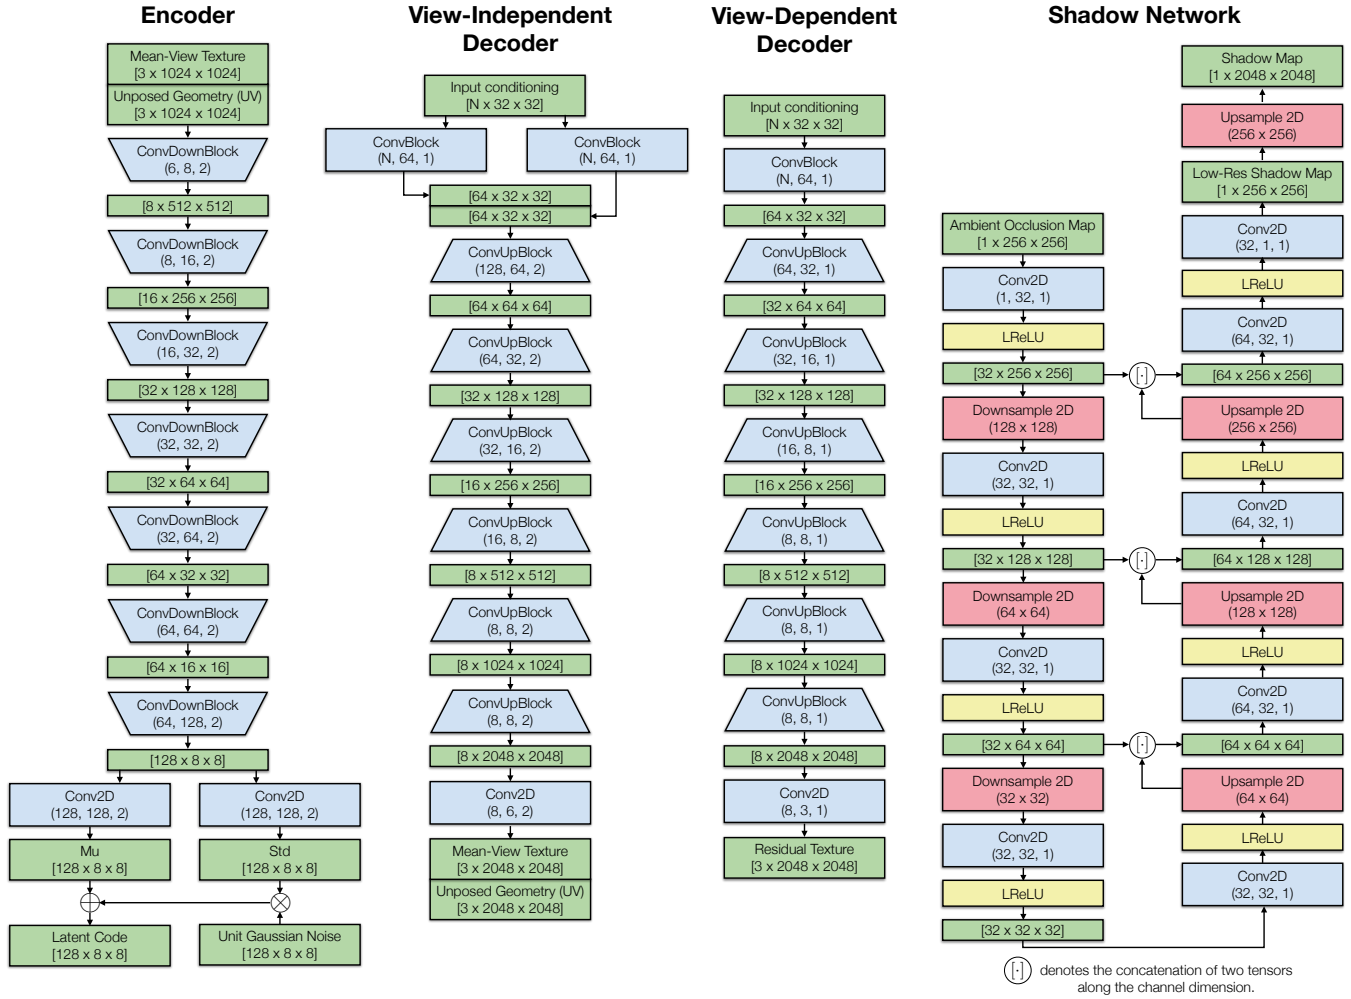 Encoder
Mean-View Texture
[3 x 1024 x 1024]
Unposed Geometry (UV)
[3 x 1024 x 1024]
ConvDownBlock
(6, 8, 2)
[8 x 512 x 512]
ConvDownBlock
(8, 16, 2)
[16 x 256 x 256]
ConvDownBlock
(16, 32, 2)
[32 x 128 x 128]
ConvDownBlock
(32, 32, 2)
[32 x 64 x 64]
ConvDownBlock
(32, 64, 2)
[64 x 32 x 32]
ConvDownBlock
(64, 64, 2)
[64 x 16 x 16]
ConvDownBlock
(64, 128, 2)
[128 x 8 x 8]
Conv2D
(128, 128, 2)
Conv2D
(128, 128, 2)
Mu
[128 x 8 x 8]
Std
[128 x 8 x 8]
Latent Code
[128 x 8 x 8]
Unit Gaussian Noise
[128 x 8 x 8]
View-Independent
Decoder
Input conditioning
[N x 32 x 32]
ConvBlock
(N, 64, 1)
ConvBlock
(N, 64, 1)
[64 x 32 x 32]
[64 x 32 x 32]
ConvUpBlock
(128, 64, 2)
[64 x 64 x 64]
ConvUpBlock
(64, 32, 2)
[32 x 128 x 128]
ConvUpBlock
(32, 16, 2)
[16 x 256 x 256]
ConvUpBlock
(16, 8, 2)
[8 x 512 x 512]
ConvUpBlock
(8, 8, 2)
[8 x 1024 x 1024]
ConvUpBlock
(8, 8, 2)
[8 x 2048 x 2048]
Conv2D
(8, 6, 2)
Mean-View Texture
[3 x 2048 x 2048]
Unposed Geometry (UV)
[3 x 2048 x 2048]
View-Dependent
Decoder
Input conditioning
[N x 32 x 32]
ConvBlock
(N, 64, 1)
[64 x 32 x 32]
ConvUpBlock
(64, 32, 1)
[32 x 64 x 64]
ConvUpBlock
(32, 16, 1)
[32 x 128 x 128]
ConvUpBlock
(16, 8, 1)
[16 x 256 x 256]
ConvUpBlock
(8, 8, 1)
[8 x 512 x 512]
ConvUpBlock
(8, 8, 1)
[8 x 1024 x 1024]
ConvUpBlock
(8, 8, 1)
[8 x 2048 x 2048]
Conv2D
(8, 3, 1)
Residual Texture
[3 x 2048 x 2048]
Shadow Network
Ambient Occlusion Map
[1 x 256 x 256]
Conv2D
(1, 32, 1)
LReLU
[32 x 256 x 256]
Downsample 2D
(128 x 128)
Conv2D
(32, 32, 1)
LReLU
[32 x 128 x 128]
Downsample 2D
(64 x 64)
Conv2D
(32, 32, 1)
LReLU
[32 x 64 x 64]
Downsample 2D
(32 x 32)
Conv2D
(32, 32, 1)
LReLU
[32 x 32 x 32]
[·]
[·]
[·]
Shadow Map
[1 x 2048 x 2048]
Upsample 2D
(256 x 256)
Low-Res Shadow Map
[1 x 256 x 256]
Conv2D
(32, 1, 1)
LReLU
Conv2D
(64, 32, 1)
[64 x 256 x 256]
Upsample 2D
(256 x 256)
LReLU
Conv2D
(64, 32, 1)
[64 x 128 x 128]
Upsample 2D
(128 x 128)
LReLU
Conv2D
(64, 32, 1)
[64 x 64 x 64]
Upsample 2D
(64 x 64)
LReLU
Conv2D
(32, 32, 1)
[·] denotes the concatenation of two tensors
along the channel dimension.